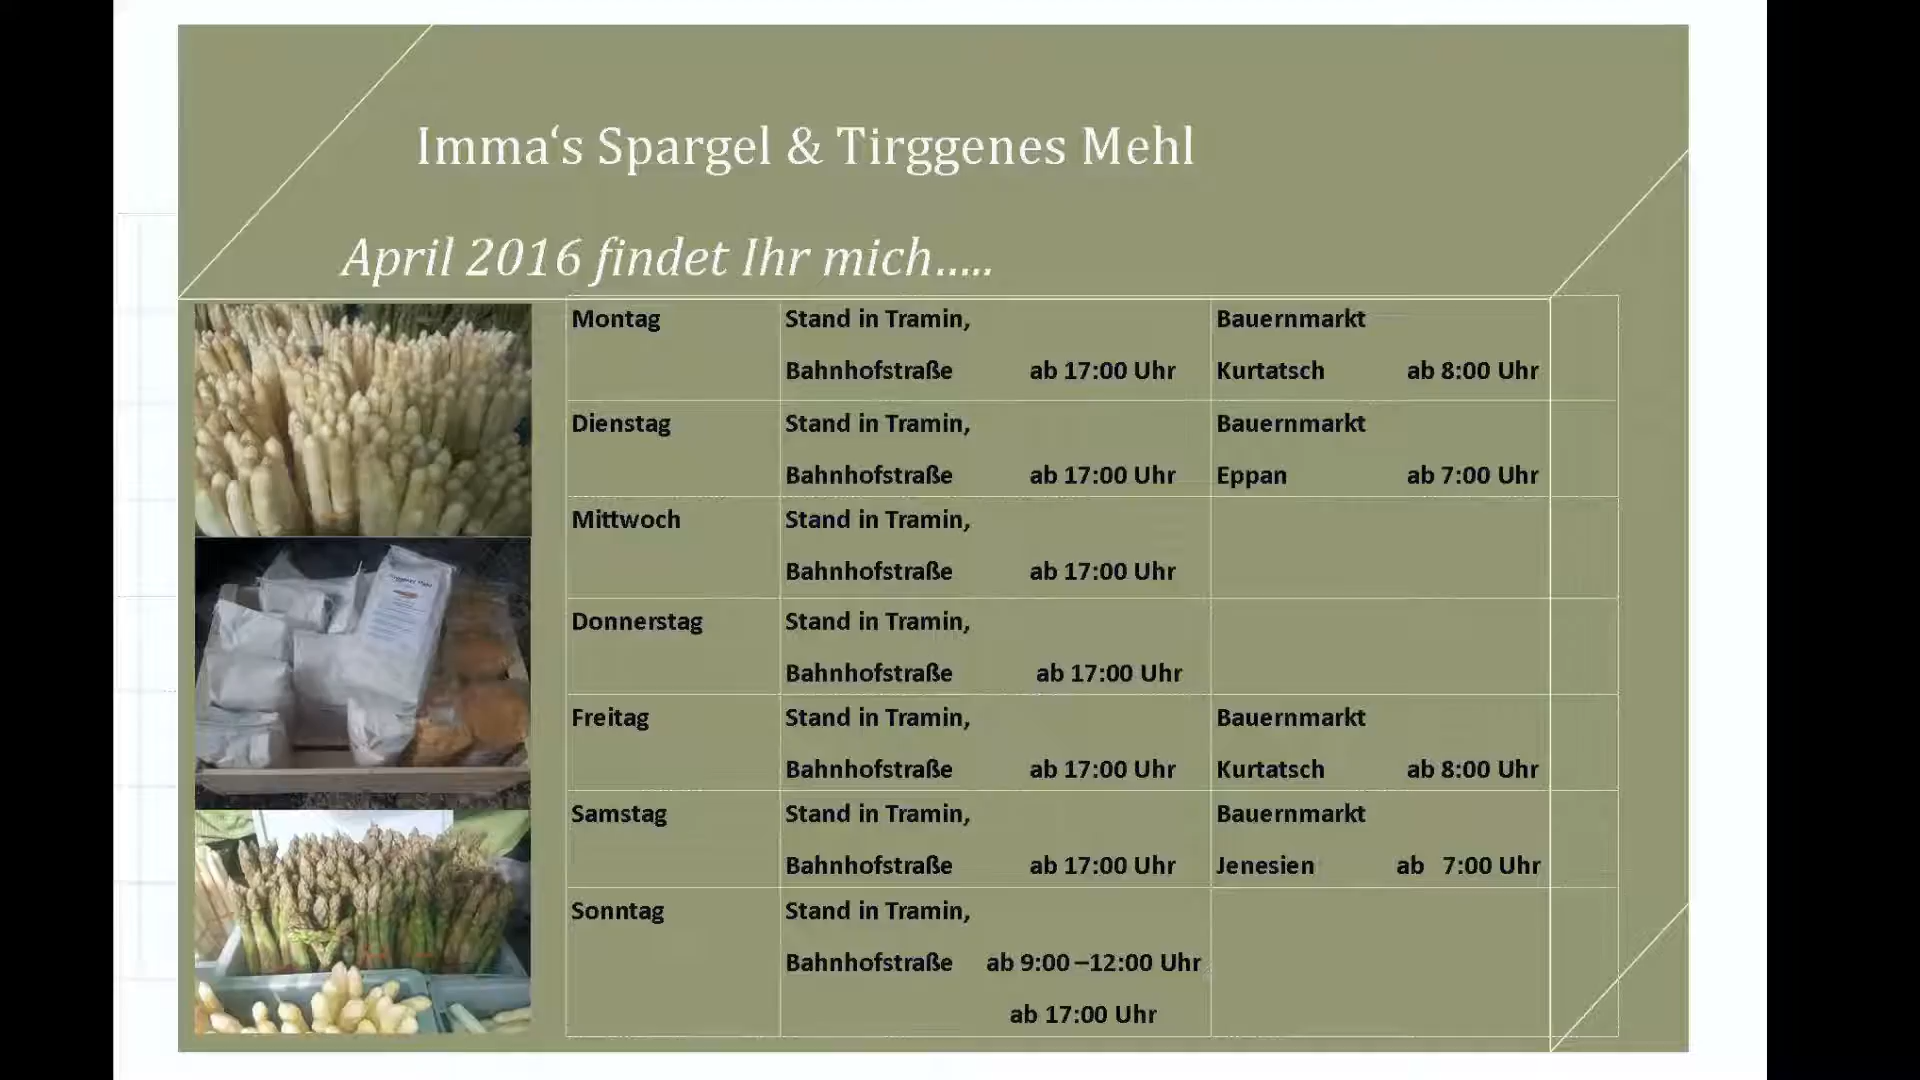 Imma‘s Spargel & Tirggenes Mehl
April 2016 findet Ihr mich…..
Montag
Stand in Tramin,
Bahnhofstraße ab 17:00 Uhr
Bauernmarkt
Kurtatsch ab 8:00 Uhr
Dienstag
Stand in Tramin,
Bahnhofstraße ab 17:00 Uhr
Bauernmarkt
Eppan ab 7:00 Uhr
Mittwoch
Stand in Tramin,
Bahnhofstraße ab 17:00 Uhr
Donnerstag
Stand in Tramin,
Bahnhofstraße ab 17:00 Uhr
Freitag
Stand in Tramin,
Bahnhofstraße ab 17:00 Uhr
Bauernmarkt
Kurtatsch ab 8:00 Uhr
Samstag
Stand in Tramin,
Bahnhofstraße ab 17:00 Uhr
Bauernmarkt
Jenesien ab 7:00 Uhr
Sonntag
Stand in Tramin,
Bahnhofstraße ab 9:00 –12:00 Uhr
ab 17:00 Uhr